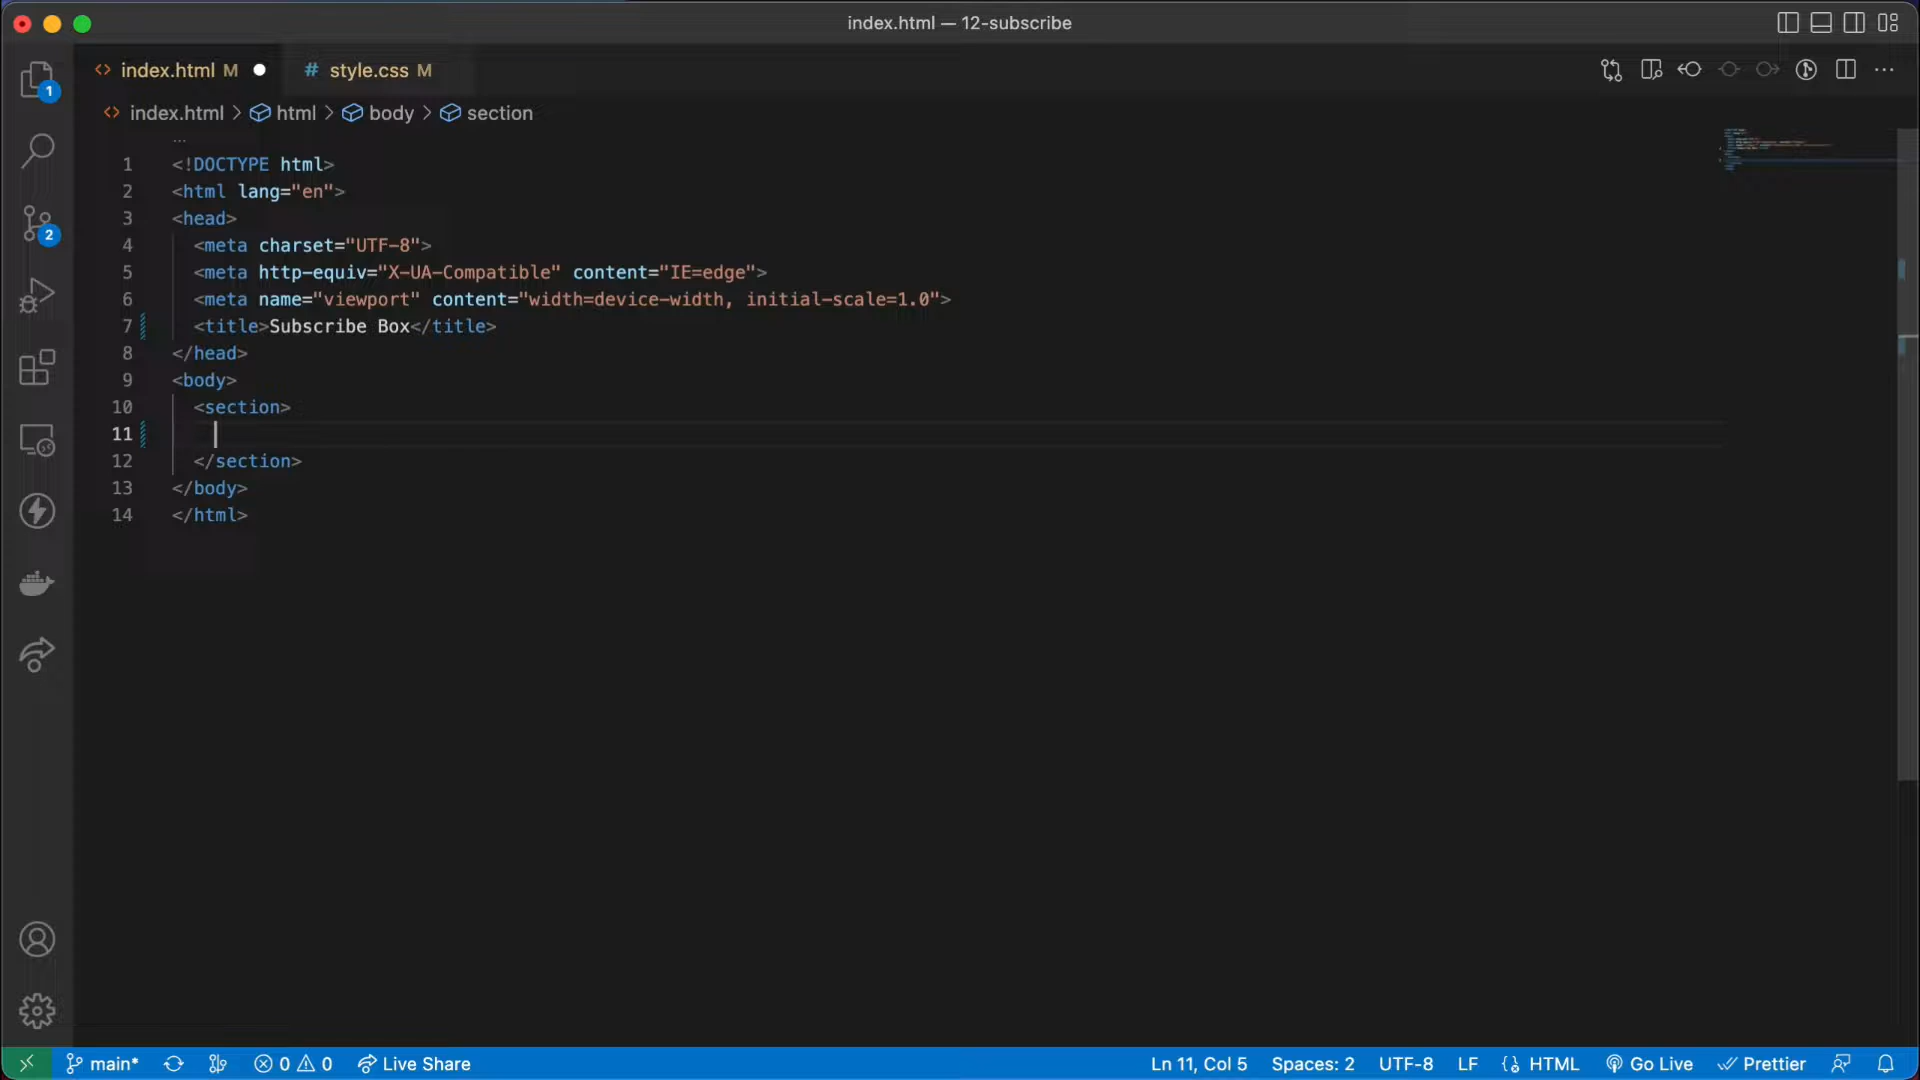 index.html — 12-subscribe
index.html M
# style.css M
index.html > html > body > section
...
1 <!DOCTYPE html>
2 <html lang="en">
3 <head>
4 <meta charset="UTF-8">
5 <meta http-equiv="X-UA-Compatible" content="IE=edge">
6 <meta name="viewport" content="width=device-width, initial-scale=1.0">
7 <title>Subscribe Box</title>
8 </head>
9 <body>
10 <section>
11
12 </section>
13 </body>
14 </html>
1
2
main* 0 0 Live Share Ln 11, Col 5 Spaces: 2 UTF-8 LF HTML Go Live Prettier